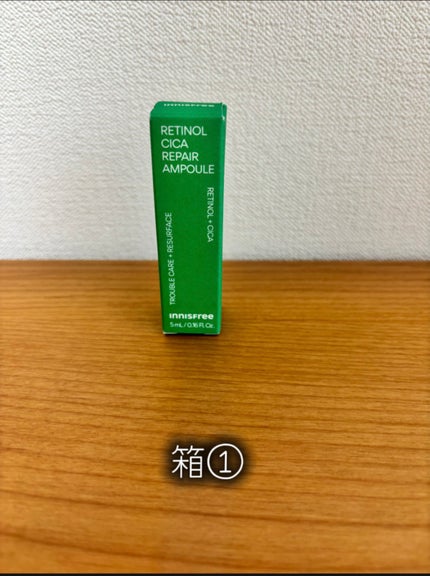 innisfree
RETINOL
CICA
REPAIR
AMPOULE
RETINOL + CICA
TROUBLE CARE + RESURFACE
innisfree
5 mL / 0.16 Fl. Oz.
箱①